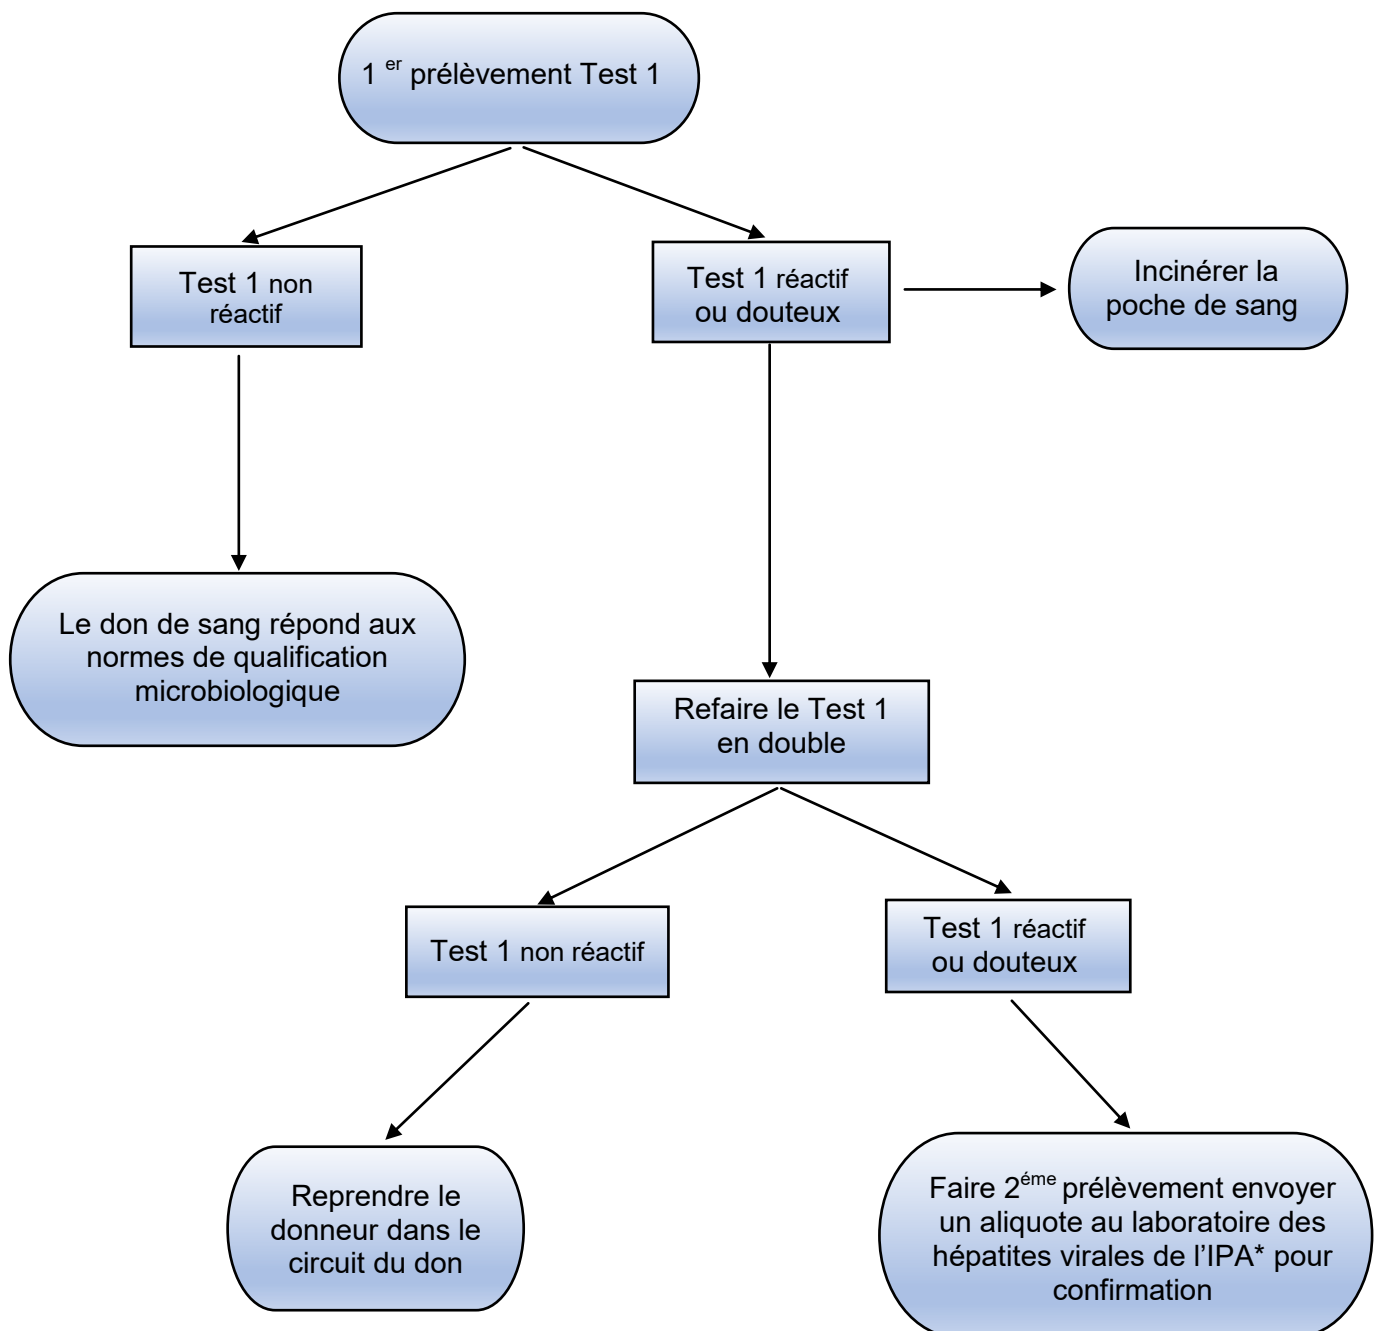 1 er prélèvement Test 1
Test 1 non
réactif
Test 1 réactif
ou douteux
Incinérer la
poche de sang
Le don de sang répond aux
normes de qualification
microbiologique
Refaire le Test 1
en double
Test 1 non réactif
Test 1 réactif
ou douteux
Reprendre le
donneur dans le
circuit du don
Faire 2éme prélèvement envoyer
un aliquote au laboratoire des
hépatites virales de l’IPA* pour
confirmation